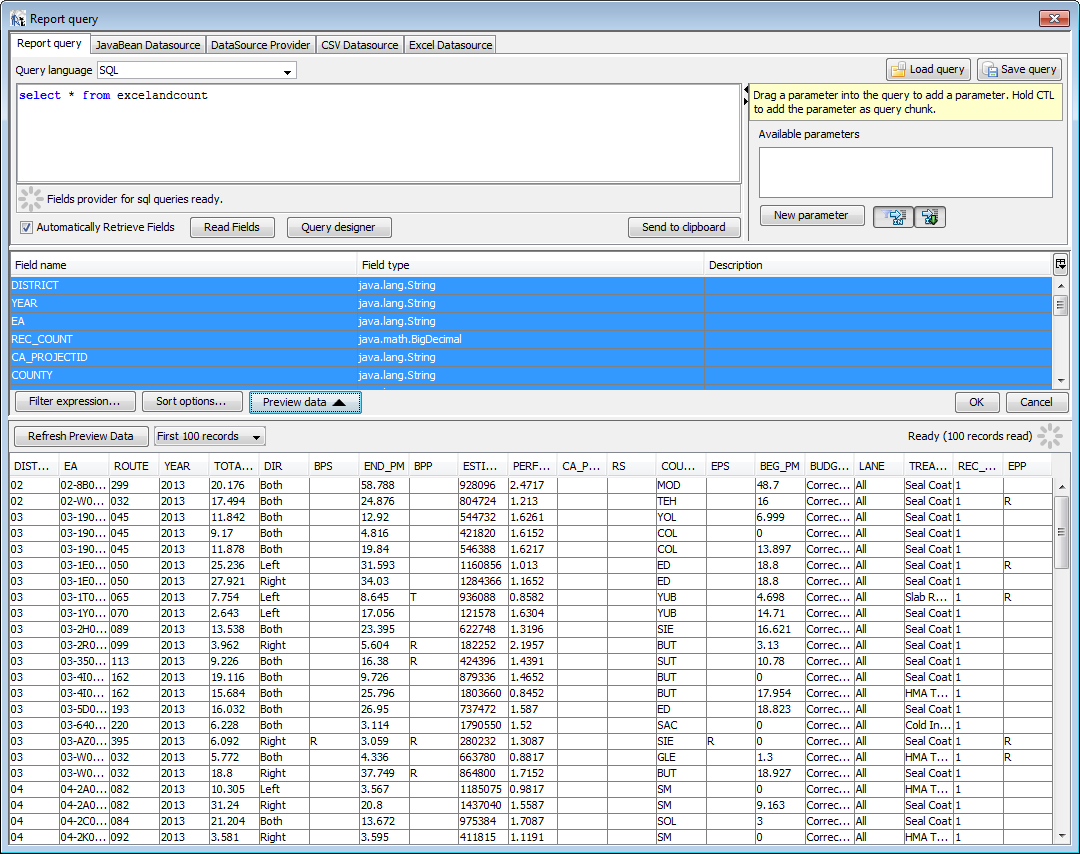 Report query
Report query JavaBean Datasource DataSource Provider CSV Datasource Excel Datasource
Query language SQL Load query Save query
select * from excelandcount
Drag a parameter into the query to add a parameter. Hold CTL
to add the parameter as query chunk.
Available parameters
Fields provider for sql queries ready.
New parameter
Automatically Retrieve Fields Read Fields Query designer Send to clipboard
Field name Field type Description
DISTRICT java.lang.String
YEAR java.lang.String
EA java.lang.String
REC_COUNT java.math.BigDecimal
CA_PROJECTID java.lang.String
COUNTY java.lang.String
Filter expression... Sort options... Preview data OK Cancel
Refresh Preview Data First 100 records Ready (100 records read)
DIST... EA ROUTE YEAR TOTA... DIR BPS END_PM BPP ESTI... PERF... CA_P... RS COU... EPS BEG_PM BUDG... LANE TREA... REC_... EPP
02 02-8B0... 299 2013 20.176 Both 58.788 928096 2.4717 MOD 48.7 Correc... All Seal Coat 1
02 02-W0... 032 2013 17.494 Both 24.876 804724 1.213 TEH 16 Correc... All Seal Coat 1 R
03 03-190... 045 2013 11.842 Both 12.92 544732 1.6261 YOL 6.999 Correc... All Seal Coat 1
03 03-190... 045 2013 9.17 Both 4.816 421820 1.6152 COL 0 Correc... All Seal Coat 1
03 03-190... 045 2013 11.878 Both 19.84 546388 1.6217 COL 13.897 Correc... All Seal Coat 1
03 03-1E0... 050 2013 25.236 Left 31.593 1160856 1.013 ED 18.8 Correc... All Seal Coat 1 R
03 03-1E0... 050 2013 27.921 Right 34.03 1284366 1.1652 ED 18.8 Correc... All Seal Coat 1
03 03-1T0... 065 2013 7.754 Left 8.645 T 936088 0.8582 YUB 4.698 Correc... All Slab R... 1 R
03 03-1Y0... 070 2013 2.643 Left 17.056 121578 1.6304 YUB 14.71 Correc... All Seal Coat 1
03 03-2H0... 089 2013 13.538 Both 23.395 622748 1.3196 SIE 16.621 Correc... All Seal Coat 1
03 03-2R0... 099 2013 3.962 Right 5.604 R 182252 2.1957 BUT 3.13 Correc... All Seal Coat 1
03 03-350... 113 2013 9.226 Both 16.38 R 424396 1.4391 SUT 10.78 Correc... All Seal Coat 1
03 03-4I0... 162 2013 19.116 Both 9.726 879336 1.4652 BUT 0 Correc... All Seal Coat 1
03 03-4I0... 162 2013 15.684 Both 25.796 1803660 0.8452 BUT 17.954 Correc... All HMA T... 1
03 03-5D0... 193 2013 16.032 Both 26.95 737472 1.587 ED 18.823 Correc... All Seal Coat 1
03 03-640... 220 2013 6.228 Both 3.114 1790550 1.52 SAC 0 Correc... All Cold In... 1
03 03-AZ0... 395 2013 6.092 Right R 3.059 R 280232 1.3087 SIE R 0 Correc... All Seal Coat 1 R
03 03-W0... 032 2013 5.772 Both 4.336 663780 0.8817 GLE 1.3 Correc... All HMA T... 1 R
03 03-W0... 032 2013 18.8 Right 37.749 R 864800 1.7152 BUT 18.927 Correc... All Seal Coat 1
04 04-2A0... 082 2013 10.305 Left 3.567 1185075 0.9817 SM 0 Correc... All HMA T... 1
04 04-2A0... 082 2013 31.24 Right 20.8 1437040 1.5587 SM 9.163 Correc... All Seal Coat 1
04 04-2C0... 084 2013 21.204 Both 13.672 975384 1.7087 SOL 3 Correc... All Seal Coat 1
04 04-2K0... 092 2013 3.581 Right 3.595 411815 1.1191 SM 0 Correc... All HMA T... 1